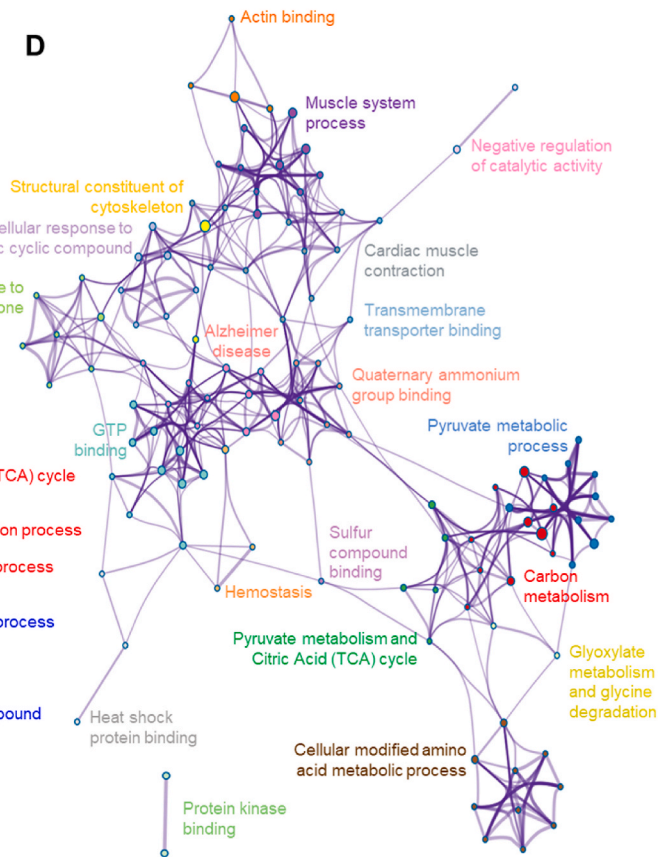 D
Actin binding
Muscle system
process
Negative regulation
of catalytic activity
Structural constituent of
cytoskeleton
ellular response to
c cyclic compound
Cardiac muscle
contraction
e to
one
Transmembrane
transporter binding
Alzheimer
disease
Quaternary ammonium
group binding
GTP
binding
Pyruvate metabolic
process
TCA) cycle
on process
Sulfur
compound
binding
process
Carbon
metabolism
Hemostasis
process
Pyruvate metabolism and
Citric Acid (TCA) cycle
Glyoxylate
metabolism
and glycine
degradation
ound
Heat shock
protein binding
Cellular modified amino
acid metabolic process
Protein kinase
binding